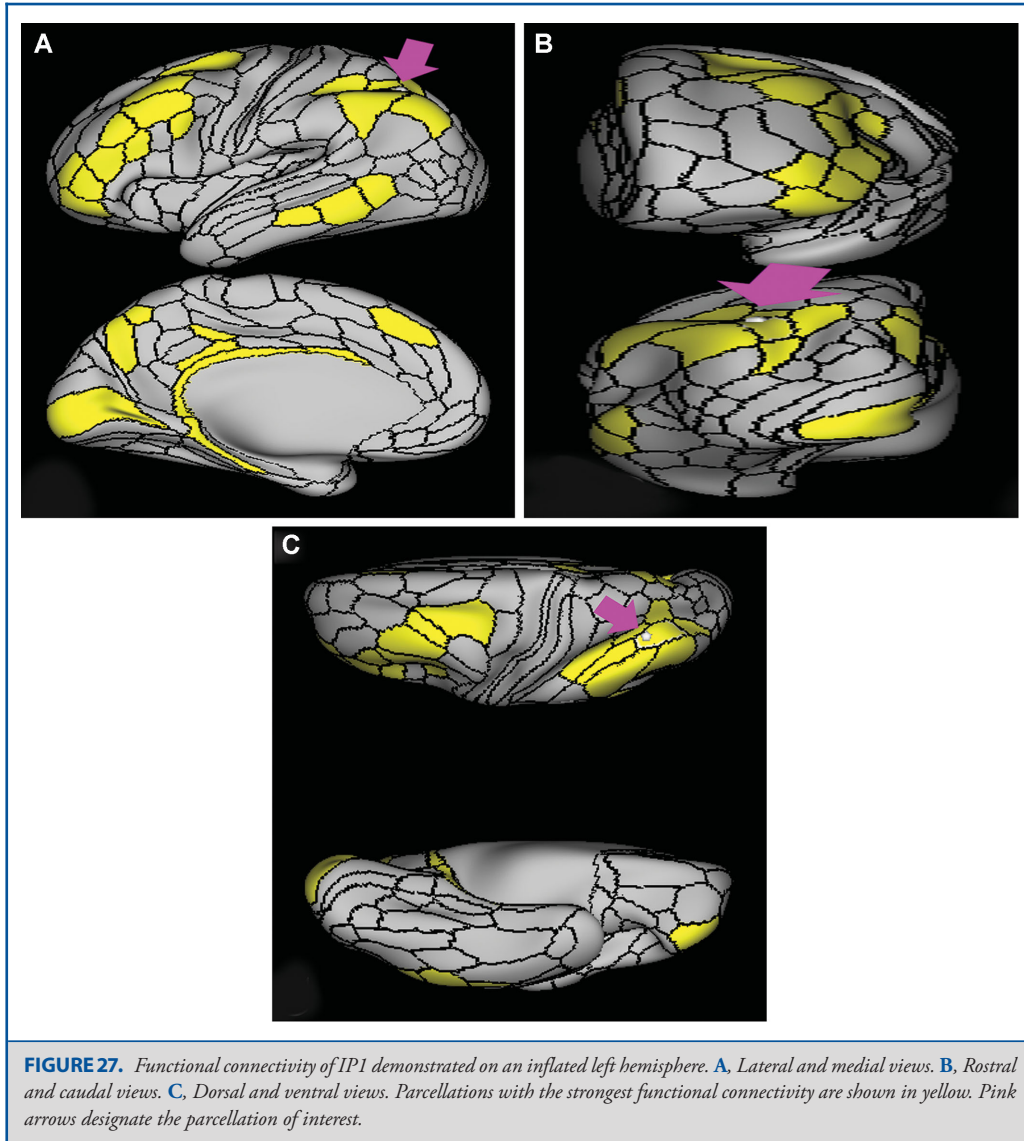 A
B
C
FIGURE 27. Functional connectivity of IP1 demonstrated on an inflated left hemisphere. A, Lateral and medial views. B, Rostral
and caudal views. C, Dorsal and ventral views. Parcellations with the strongest functional connectivity are shown in yellow. Pink
arrows designate the parcellation of interest.